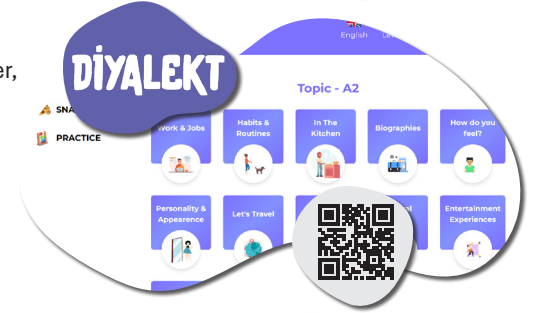 er,
DİYALEKT
English
Topic - A2
PRACTICE
Work & Jobs
Habits &
Routines
In The
Kitchen
Biographies
How do you
feel?
Personality &
Appearence
Let's Travel
Entertainment
Experiences